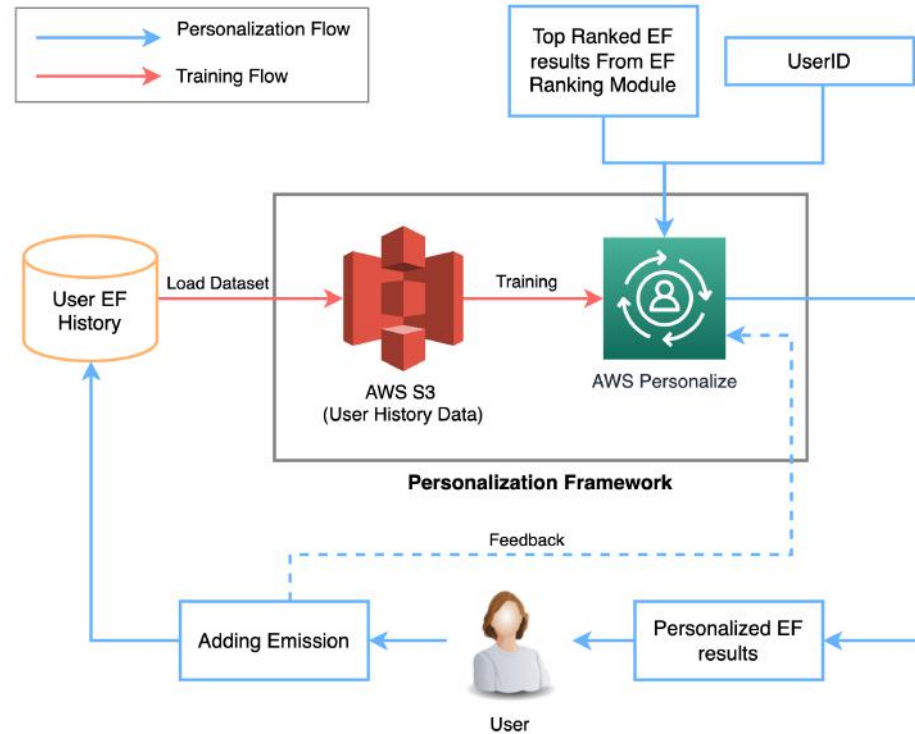 Personalization Flow
Training Flow
Top Ranked EF
results From EF
Ranking Module
UserID
User EF
History
Load Dataset
Training
AWS S3
(User History Data)
AWS Personalize
Personalization Framework
Feedback
Adding Emission
User
Personalized EF
results